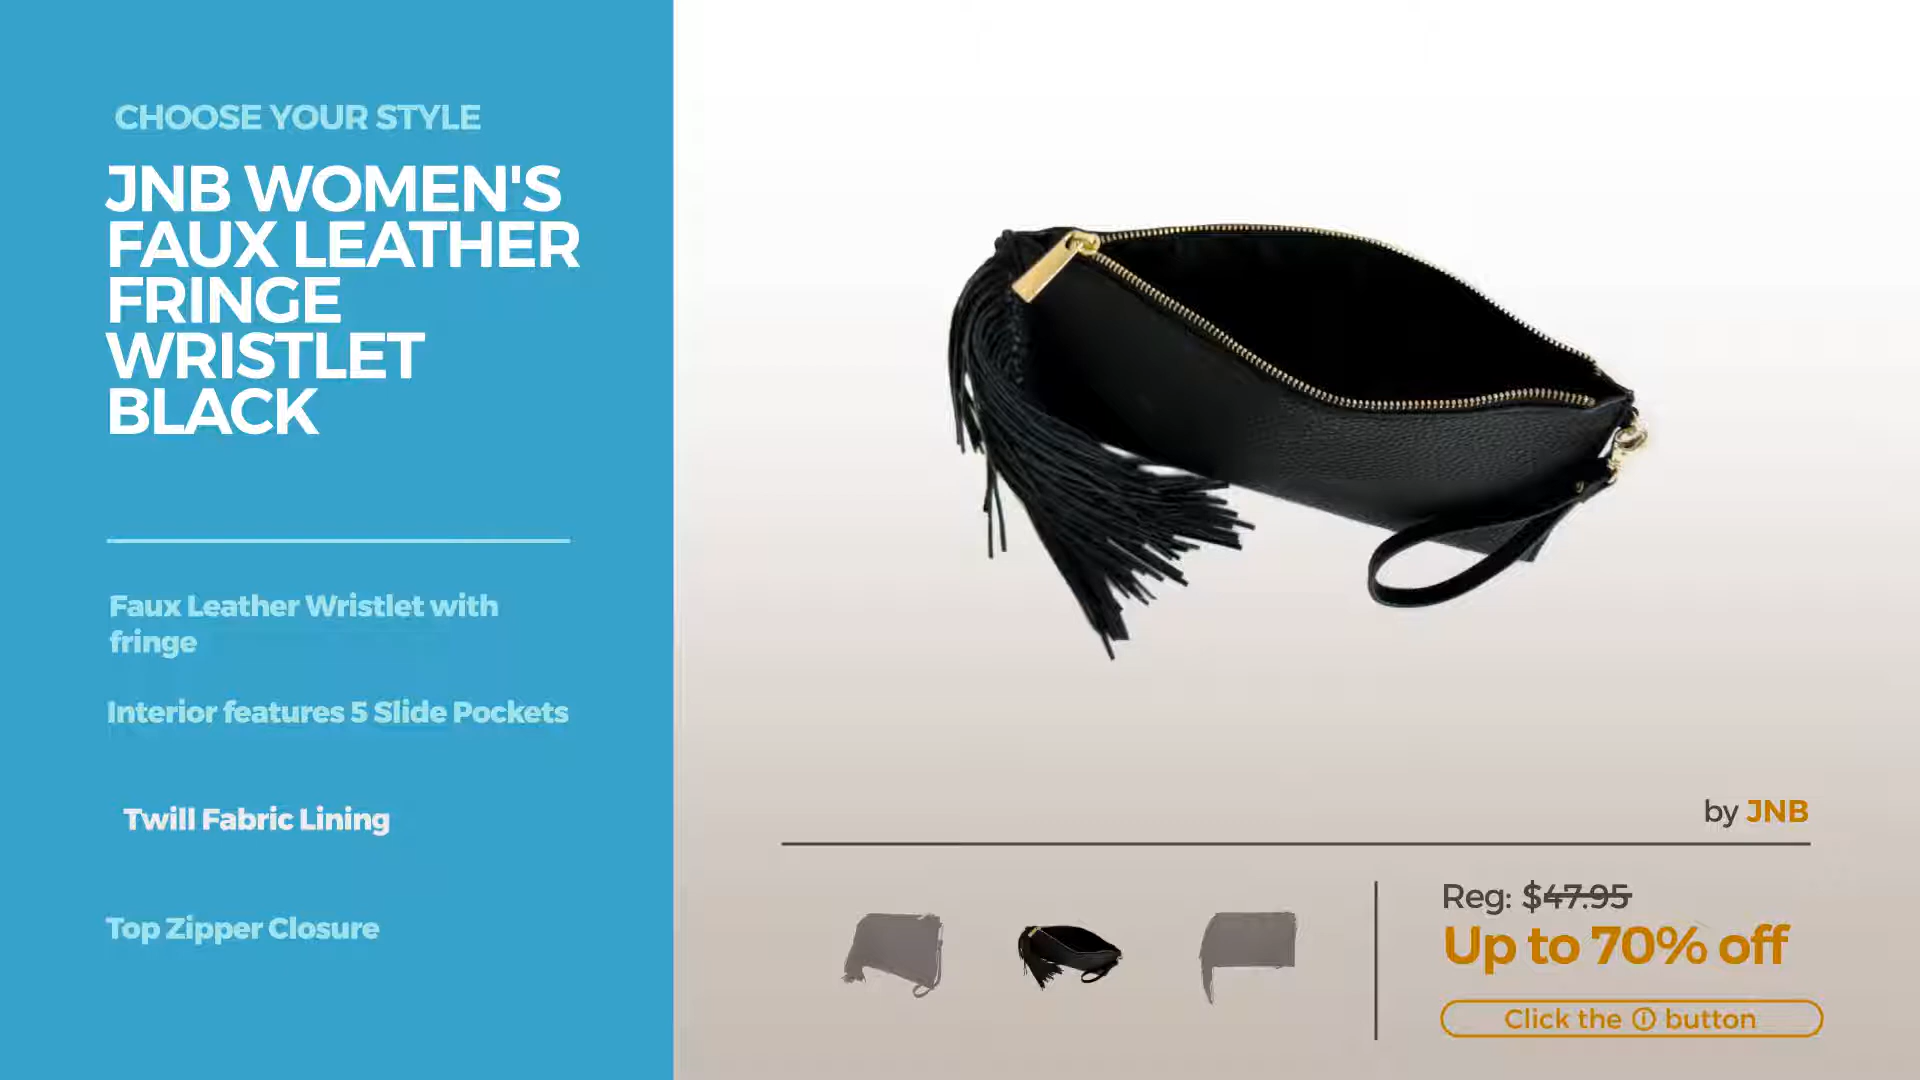 CHOOSE YOUR STYLE
JNB WOMEN'S
FAUX LEATHER
FRINGE
WRISTLET
BLACK
Faux Leather Wristlet with
fringe
Interior features 5 Slide Pockets
Twill Fabric Lining
Top Zipper Closure
by JNB
Reg: $47.95
Up to 70% off
Click the ⓘ button